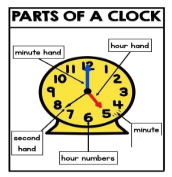 PARTS OF A CLOCK
hour hand
minute hand
12
11 1
10 2
9 3
8 4
7 5
6
minute
second
hand
hour numbers